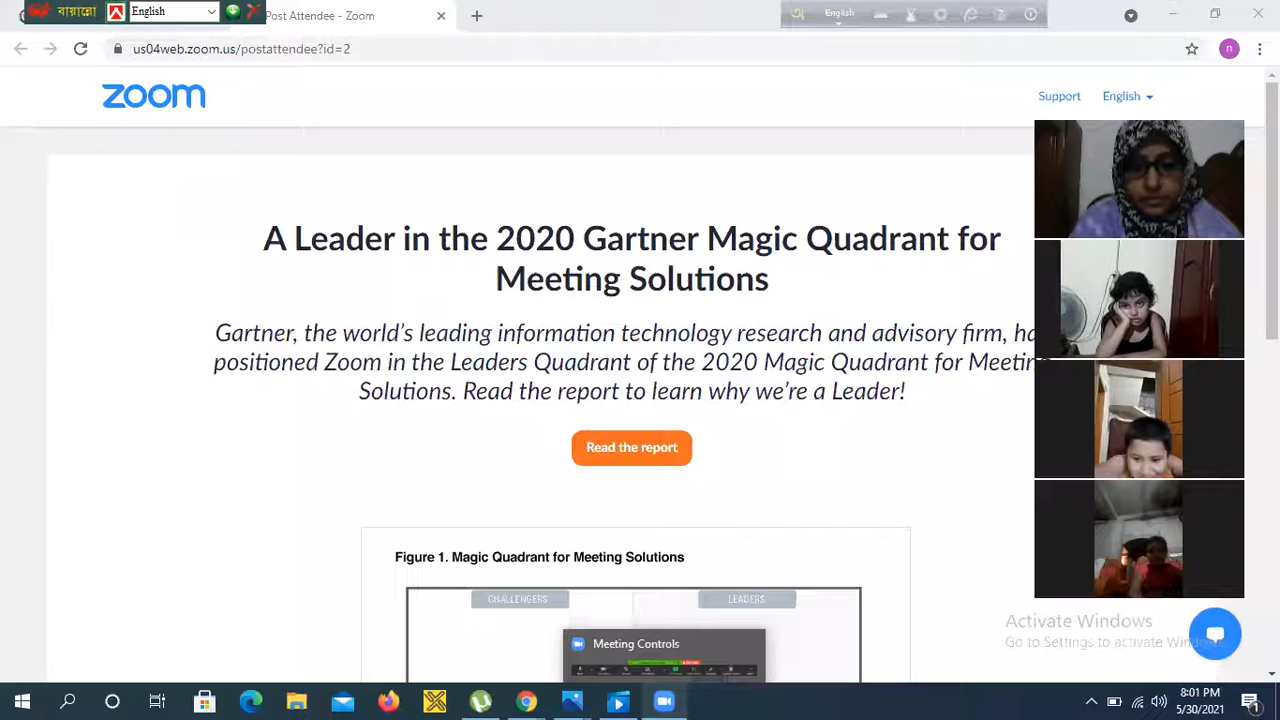 বায়ান্নো
English
Post Attendee - Zoom
English
us04web.zoom.us/postattendee?id=2
n
zoom
Support
English
A Leader in the 2020 Gartner Magic Quadrant for
Meeting Solutions
Gartner, the world's leading information technology research and advisory firm, ha
positioned Zoom in the Leaders Quadrant of the 2020 Magic Quadrant for Meetin
Solutions. Read the report to learn why we're a Leader!
Read the report
Figure 1. Magic Quadrant for Meeting Solutions
CHALLENGERS
LEADERS
Meeting Controls
Activate Windows
Go to Settings to activate Windows
8:01 PM
5/30/2021
1